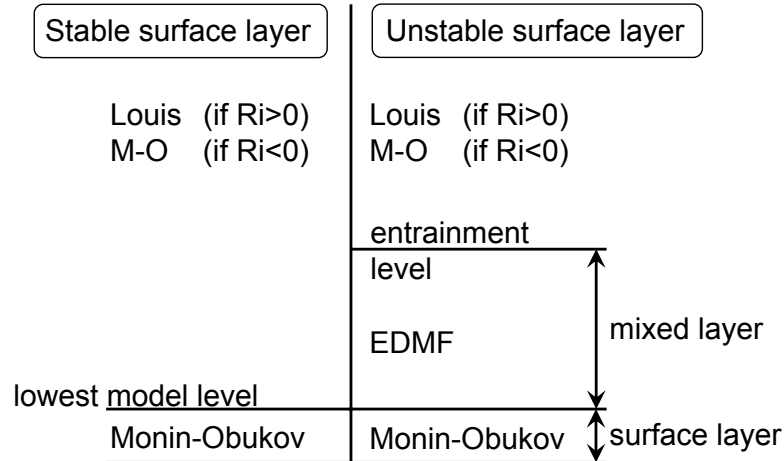 Stable surface layer
Unstable surface layer
Louis (if Ri>0)
M-O (if Ri<0)
Louis (if Ri>0)
M-O (if Ri<0)
entrainment
level
EDMF
mixed layer
lowest model level
Monin-Obukov
Monin-Obukov
surface layer